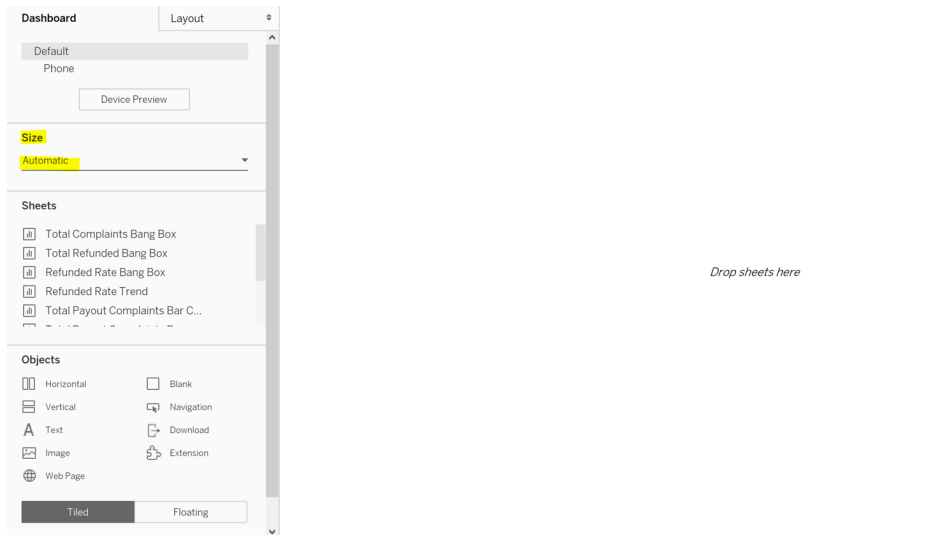 Dashboard
Layout
Default
Phone
Device Preview
Size
Automatic
Sheets
Total Complaints Bang Box
Total Refunded Bang Box
Refunded Rate Bang Box
Refunded Rate Trend
Total Payout Complaints Bar C...
Drop sheets here
Objects
Horizontal
Blank
Vertical
Navigation
Text
Download
Image
Extension
Web Page
Tiled
Floating